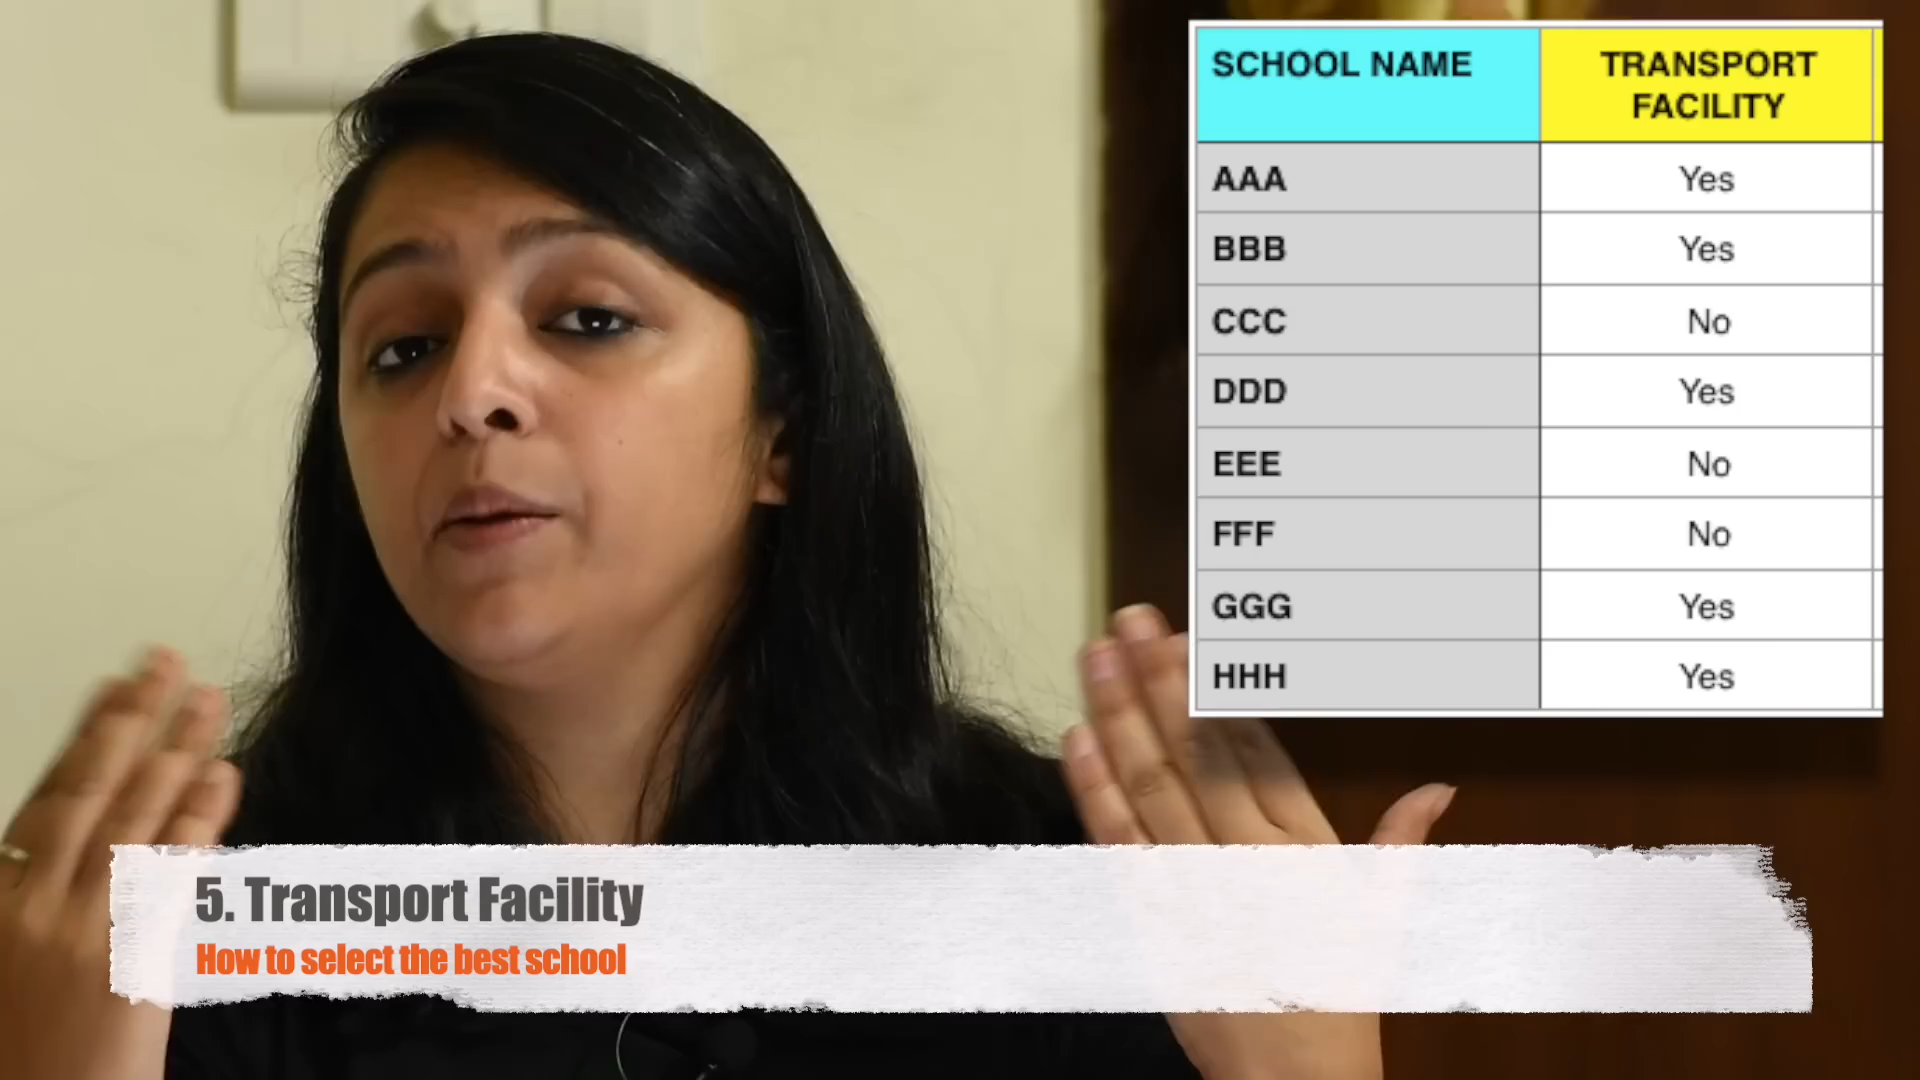 SCHOOL NAME
TRANSPORT
FACILITY
AAA
Yes
BBB
Yes
CCC
No
DDD
Yes
EEE
No
FFF
No
GGG
Yes
HHH
Yes
5. Transport Facility
How to select the best school